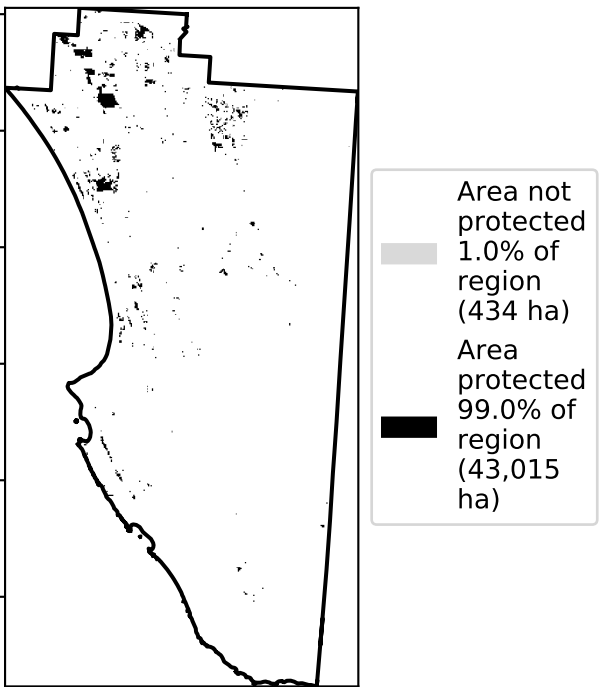 Area not
protected
1.0% of
region
(434 ha)
Area
protected
99.0% of
region
(43,015
ha)